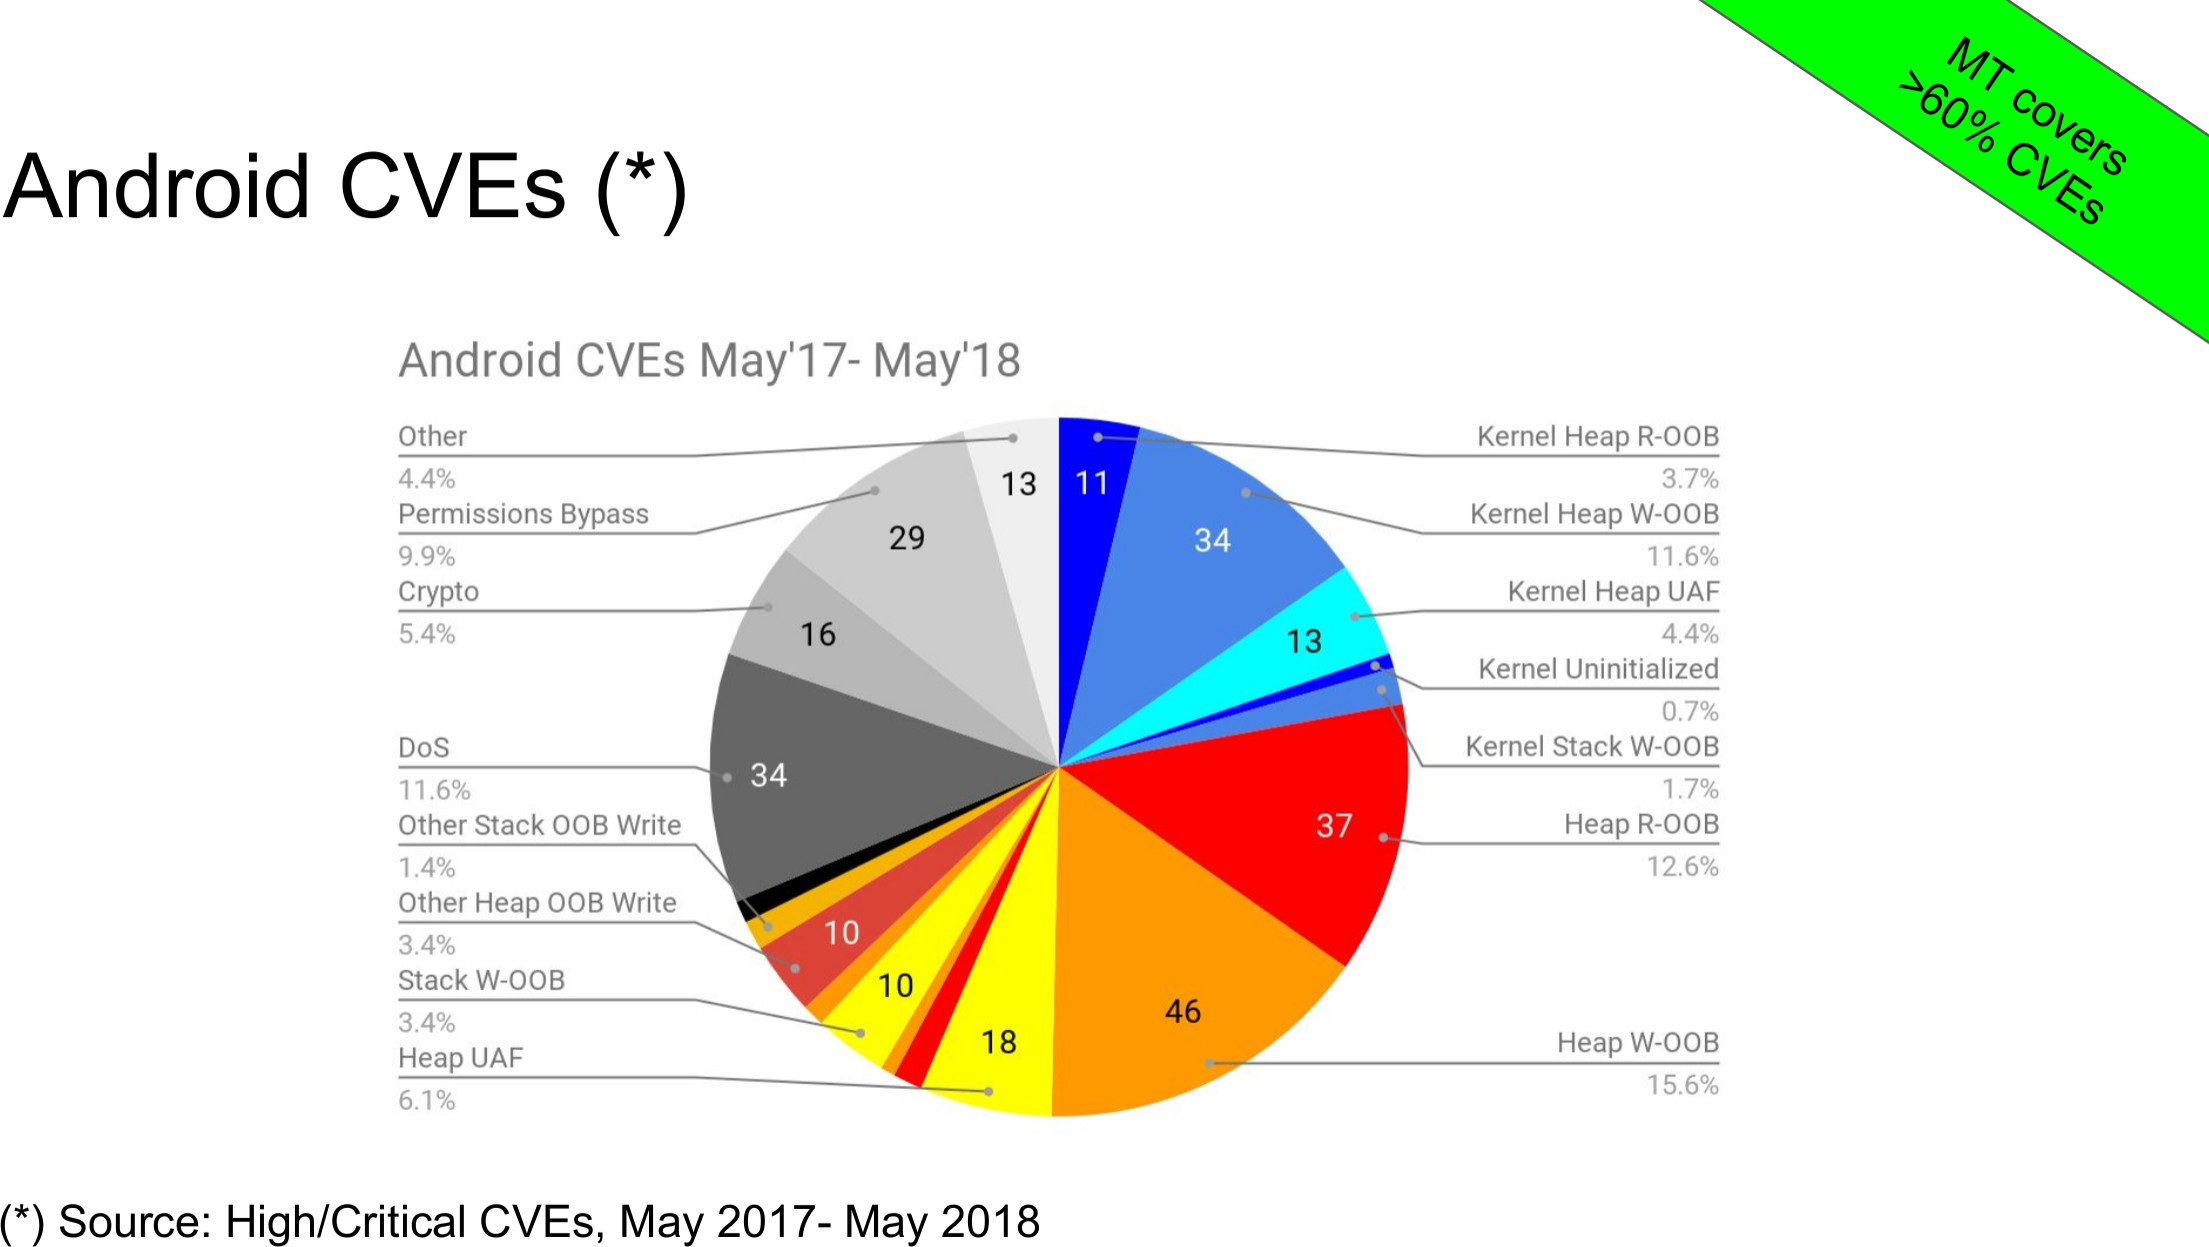 MT covers
>60% CVEs
Android CVEs (*)
Android CVEs May'17- May'18
Other
4.4%
Permissions Bypass
9.9%
Crypto
5.4%
DoS
11.6%
Other Stack OOB Write
1.4%
Other Heap OOB Write
3.4%
Stack W-OOB
3.4%
Heap UAF
6.1%
13
11
29
34
16
13
34
37
10
10
18
46
Kernel Heap R-OOB
3.7%
Kernel Heap W-OOB
11.6%
Kernel Heap UAF
4.4%
Kernel Uninitialized
0.7%
Kernel Stack W-OOB
1.7%
Heap R-OOB
12.6%
Heap W-OOB
15.6%
(*) Source: High/Critical CVEs, May 2017- May 2018